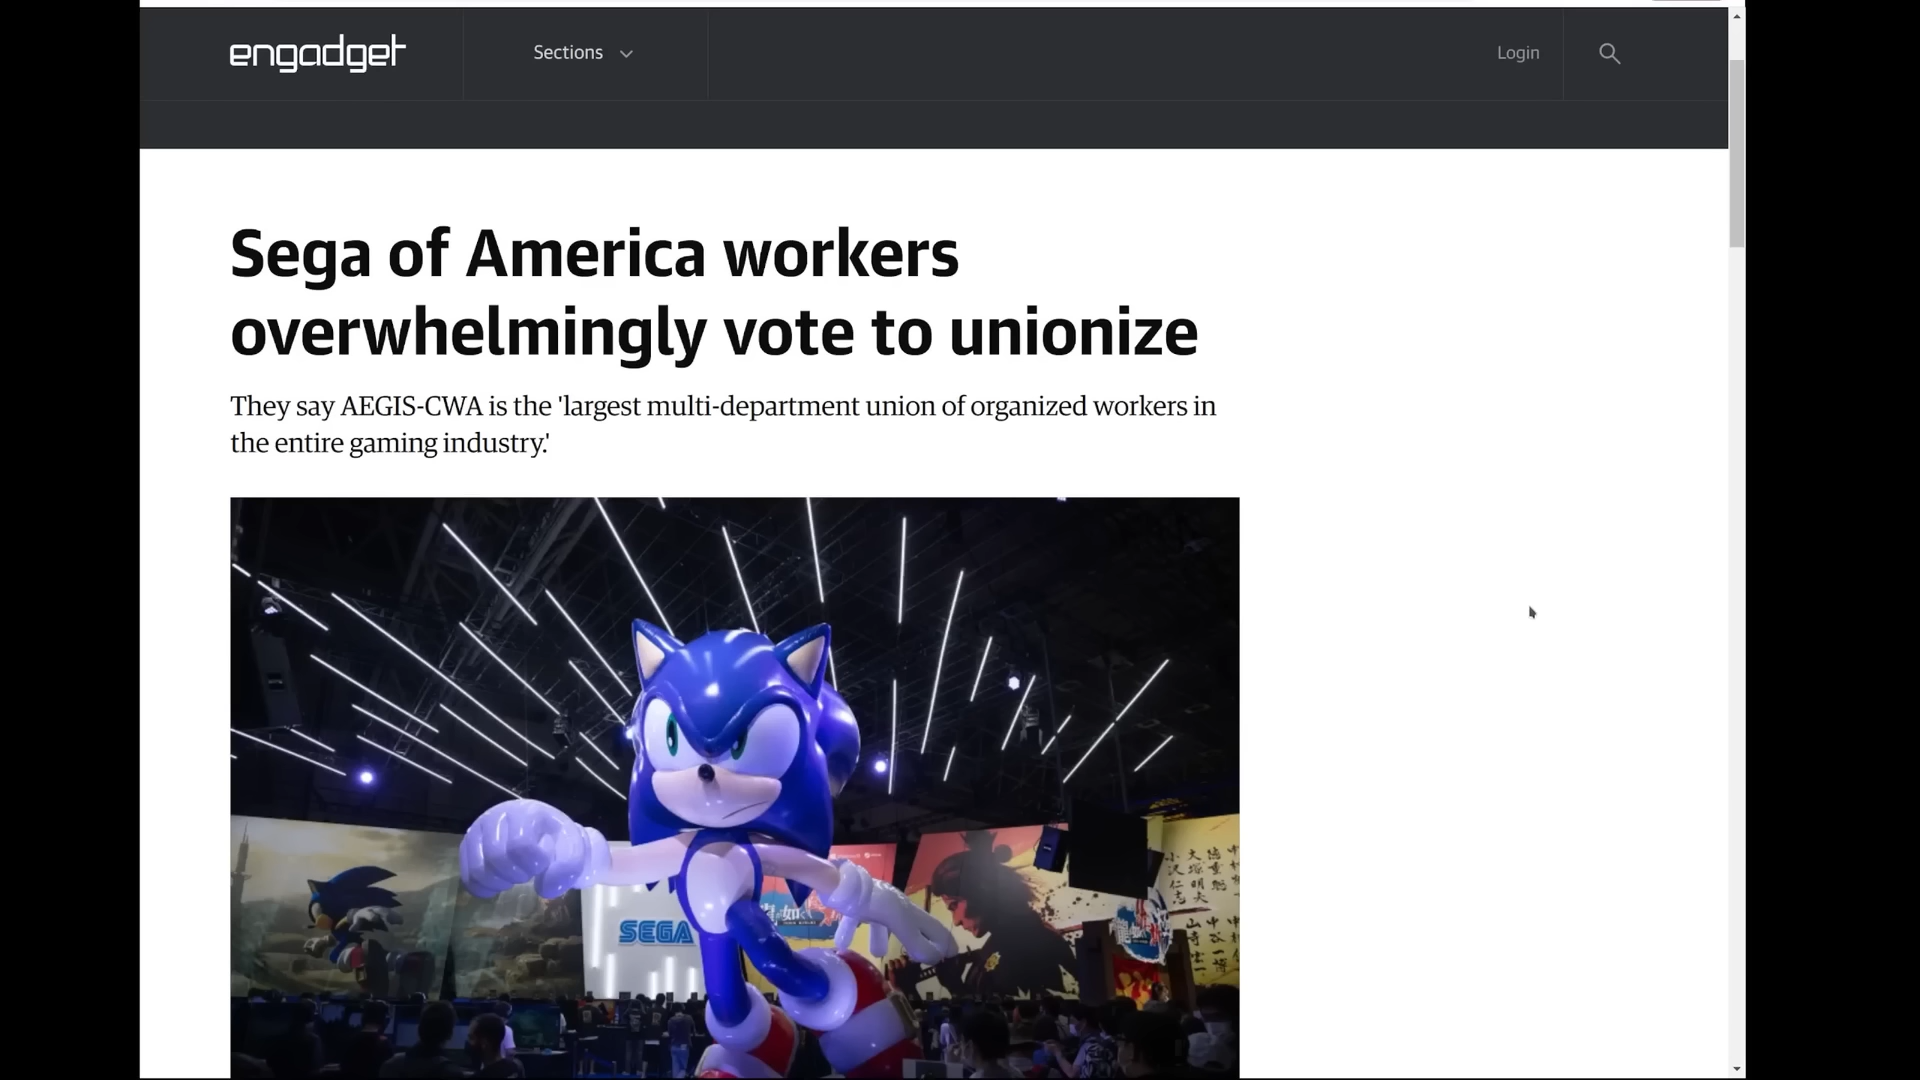 engadget
Sections
Login
Sega of America workers
overwhelmingly vote to unionize
They say AEGIS-CWA is the 'largest multi-department union of organized workers in
the entire gaming industry.'
SEGA